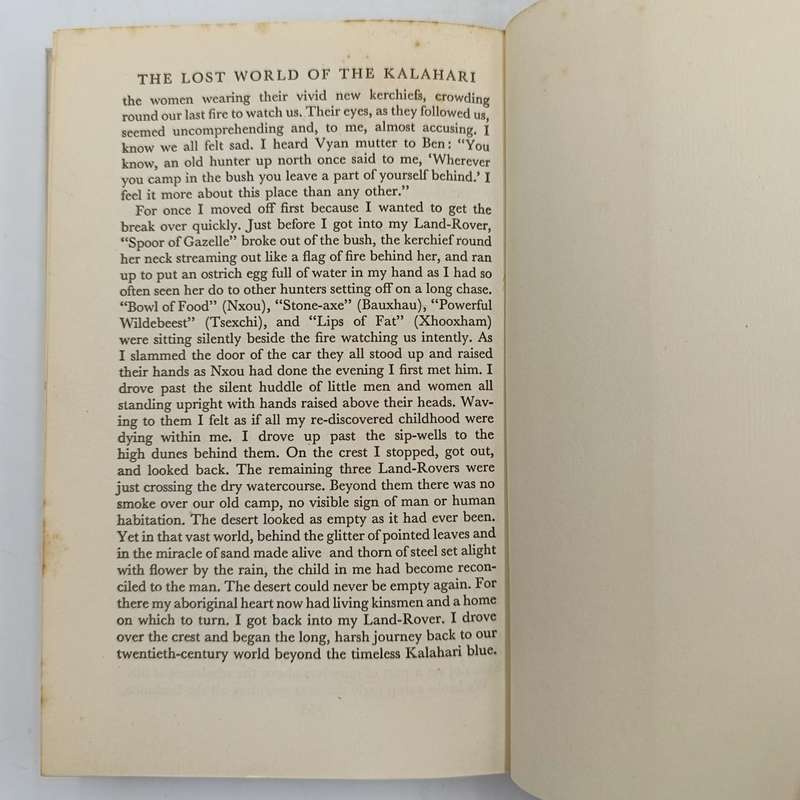 THE LOST WORLD OF THE KALAHARI
the women wearing their vivid new kerchiefs, crowding
round our last fire to watch us. Their eyes, as they followed us,
seemed uncomprehending and, to me, almost accusing. I
know we all felt sad. I heard Vyan mutter to Ben: “You
know, an old hunter up north once said to me, ‘Wherever
you camp in the bush you leave a part of yourself behind.’ I
feel it more about this place than any other.”
For once I moved off first because I wanted to get the
break over quickly. Just before I got into my Land-Rover,
“Spoor of Gazelle” broke out of the bush, the kerchief round
her neck streaming out like a flag of fire behind her, and ran
up to put an ostrich egg full of water in my hand as I had so
often seen her do to other hunters setting off on a long chase.
“Bowl of Food” (Nxou), “Stone-axe” (Bauxhau), “Powerful
Wildebeest” (Tsexchi), and “Lips of Fat” (Xhooxham)
were sitting silently beside the fire watching us intently. As
I slammed the door of the car they all stood up and raised
their hands as Nxou had done the evening I first met him. I
drove past the silent huddle of little men and women all
standing upright with hands raised above their heads. Wav-
ing to them I felt as if all my re-discovered childhood were
dying within me. I drove up past the sip-wells to the
high dunes behind them. On the crest I stopped, got out,
and looked back. The remaining three Land-Rovers were
just crossing the dry watercourse. Beyond them there was no
smoke over our old camp, no visible sign of man or human
habitation. The desert looked as empty as it had ever been.
Yet in that vast world, behind the glitter of pointed leaves and
in the miracle of sand made alive and thorn of steel set alight
with flower by the rain, the child in me had become recon-
ciled to the man. The desert could never be empty again. For
there my aboriginal heart now had living kinsmen and a home
on which to turn. I got back into my Land-Rover. I drove
over the crest and began the long, harsh journey back to our
twentieth-century world beyond the timeless Kalahari blue.